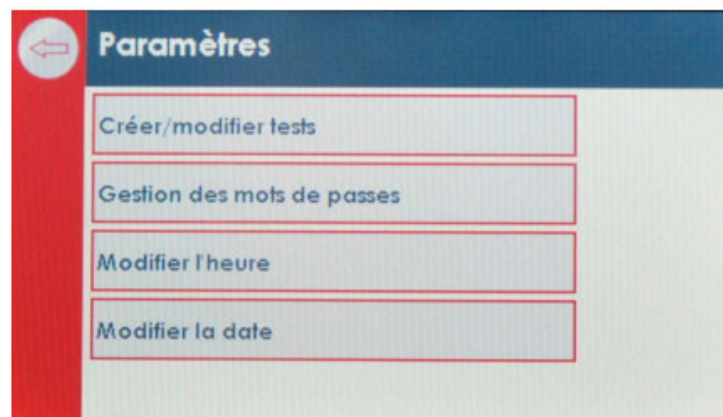 Paramètres
Créer/modifier tests
Gestion des mots de passes
Modifier l'heure
Modifier la date